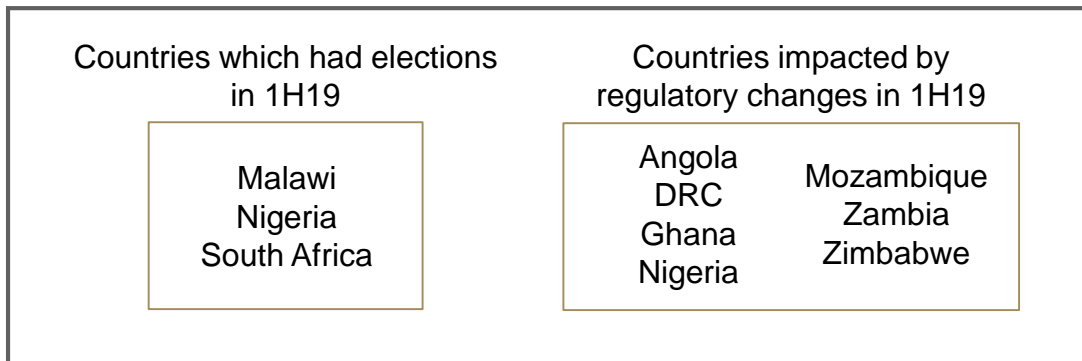 Countries which had elections
in 1H19
Malawi
Nigeria
South Africa
Countries impacted by
regulatory changes in 1H19
Angola
DRC
Ghana
Nigeria
Mozambique
Zambia
Zimbabwe